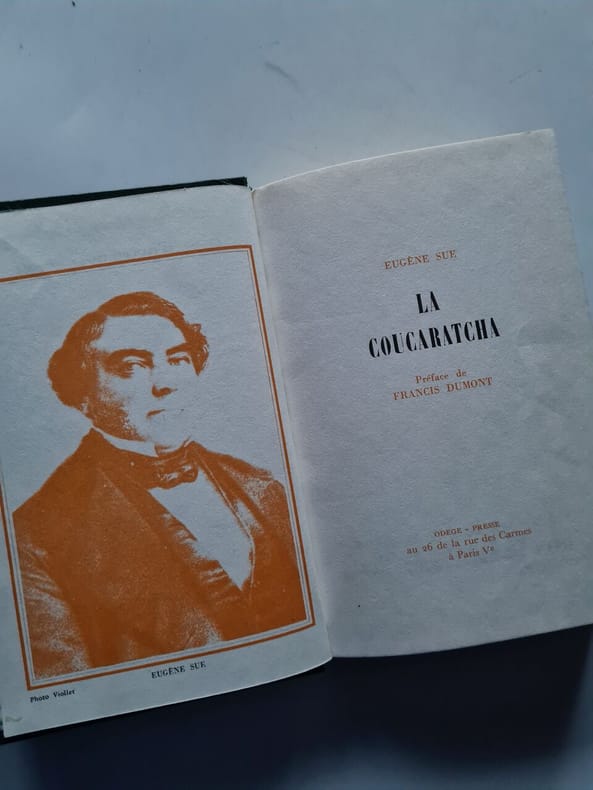 EUGÈNE SUE
Photo Viollet
EUGÈNE SUE
LA
COUCARATCHA
Préface de
FRANCIS DUMONT
ODEGE - PRESSE
au 26 de la rue des Carmes
à Paris Vᵉ